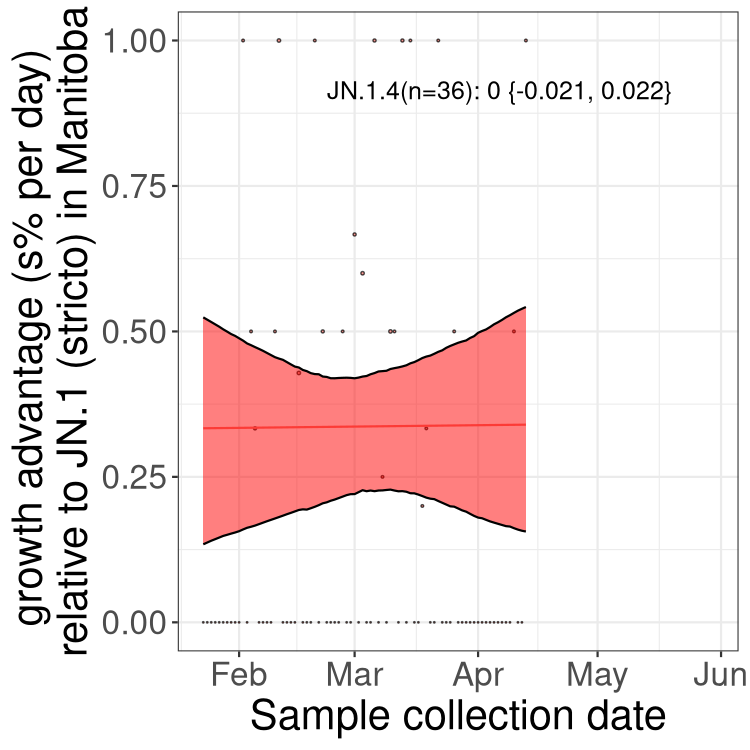 growth advantage (s% per day)
relative to JN.1 (stricto) in Manitoba
1.00
0.75
0.50
0.25
0.00
JN.1.4(n=36): 0 {-0.021, 0.022}
Feb Mar Apr May Jun
Sample collection date